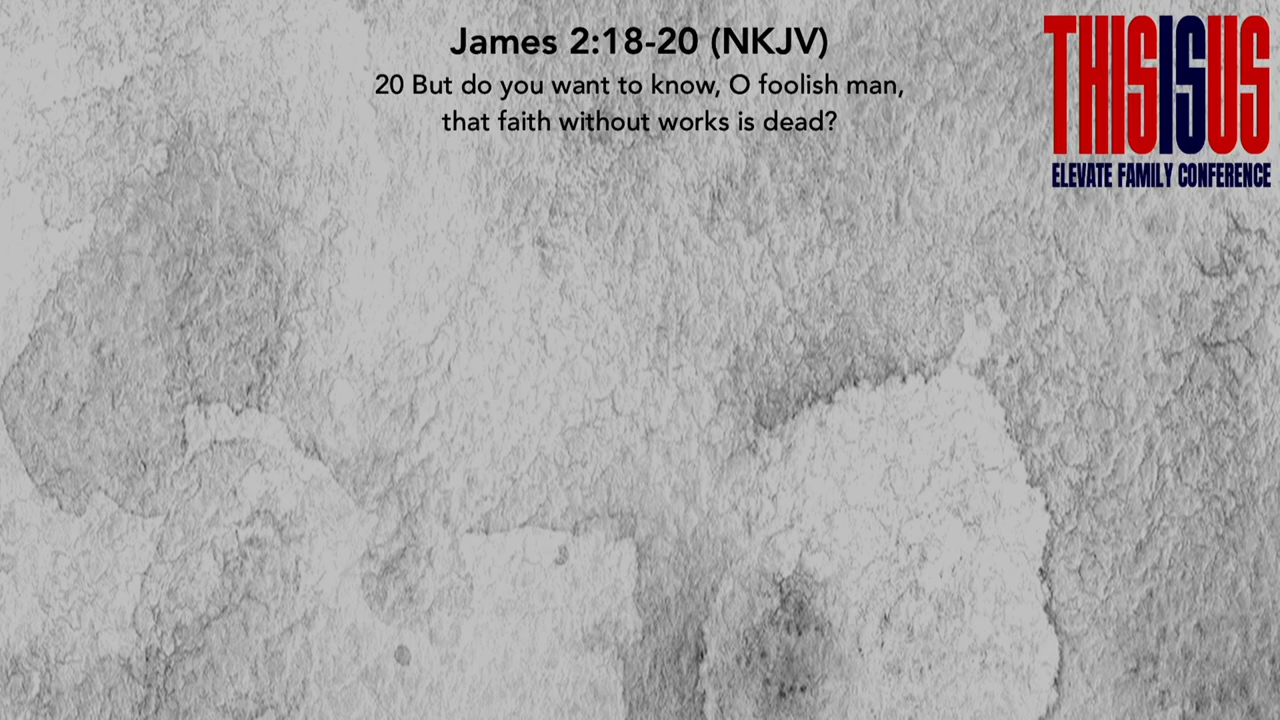 James 2:18-20 (NKJV)
20 But do you want to know, O foolish man,
that faith without works is dead?
THISISUS
ELEVATE FAMILY CONFERENCE